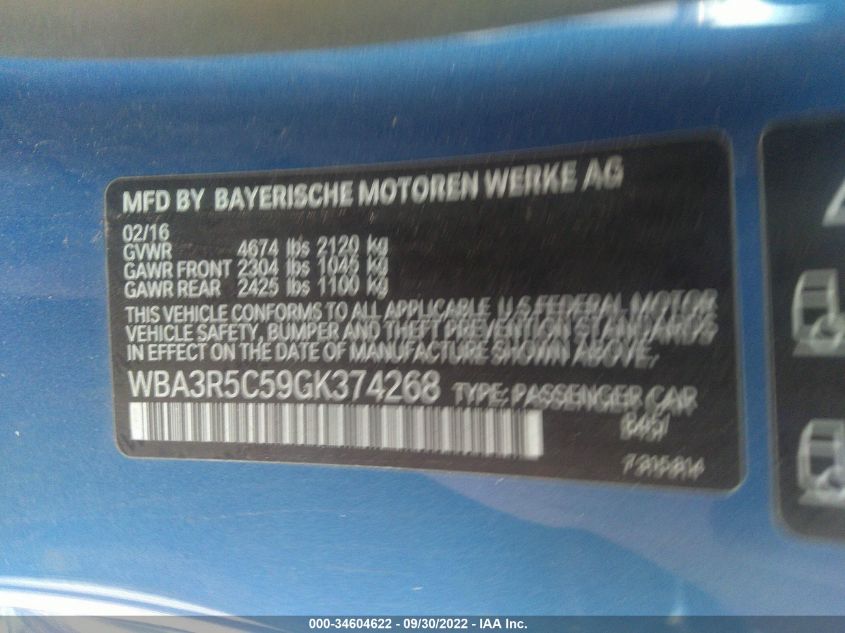 MFD BY BAYERISCHE MOTOREN WERKE AG
02/16
GVWR 4674 lbs 2120 kg
GAWR FRONT 2304 lbs 1045 kg
GAWR REAR 2425 lbs 1100 kg
THIS VEHICLE CONFORMS TO ALL APPLICABLE U.S.FEDERAL MOTOR
VEHICLE SAFETY, BUMPER AND THEFT PREVENTION STANDARDS
IN EFFECT ON THE DATE OF MANUFACTURE SHOWN ABOVE.
WBA3R5C59GK374268 TYPE: PASSENGER CAR
000-34604622 - 09/30/2022 - IAA Inc.